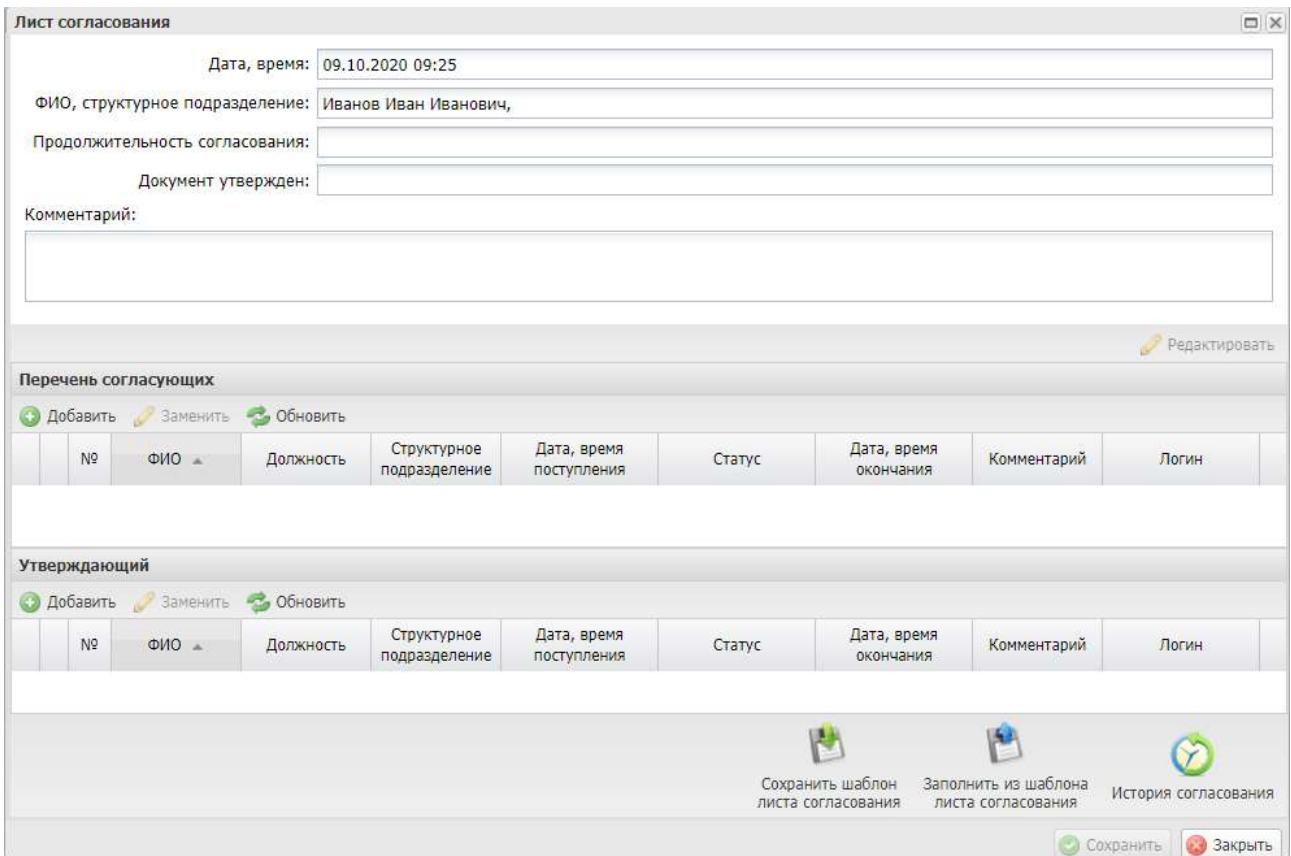 Лист согласования
Дата, время: 09.10.2020 09:25
ФИО, структурное подразделение: Иванов Иван Иванович,
Продолжительность согласования:
Документ утвержден:
Комментарий:
Редактировать
Перечень согласующих
Добавить Заменить Обновить
№ ФИО Должность Структурное подразделение Дата, время поступления Статус Дата, время окончания Комментарий Логин
Утверждающий
Добавить Заменить Обновить
№ ФИО Должность Структурное подразделение Дата, время поступления Статус Дата, время окончания Комментарий Логин
Сохранить шаблон листа согласования
Заполнить из шаблона листа согласования
История согласования
Сохранить Закрыть